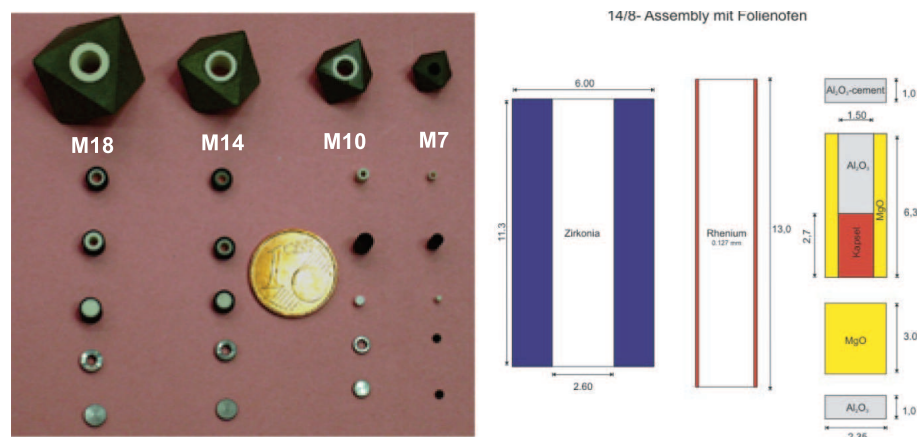 14/8- Assembly mit Folienofen
M18
M14
M10
M7
6.00
11.3
Zirkonia
2.60
Rhenium
0.127 mm
13,0
Al₂O₃-cement
1,0
1.50
Al₂O₃
MgO
6,3
Kapsel
2,7
MgO
3.0
Al₂O₃
1,0
2.35